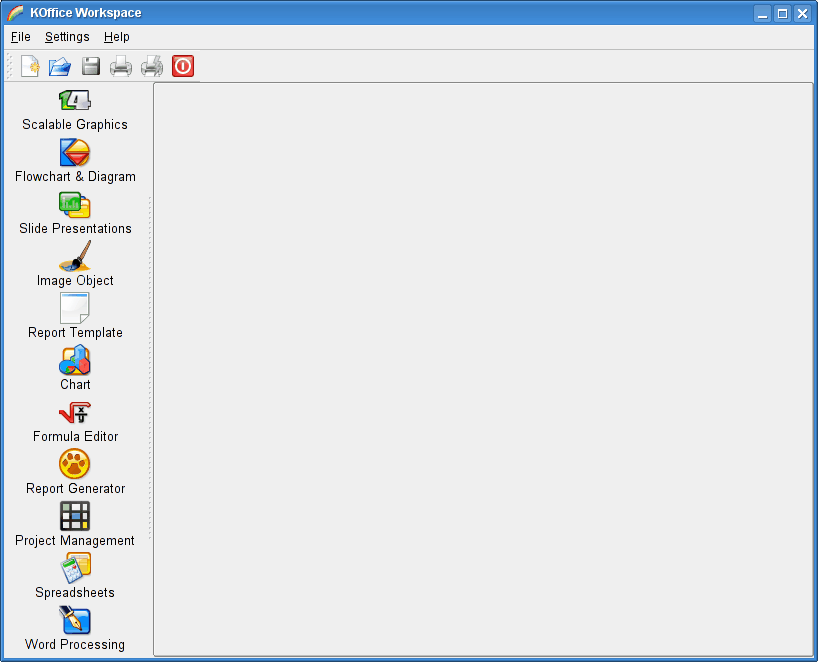 KOffice Workspace
File Settings Help
Scalable Graphics
Flowchart & Diagram
Slide Presentations
Image Object
Report Template
Chart
Formula Editor
Report Generator
Project Management
Spreadsheets
Word Processing